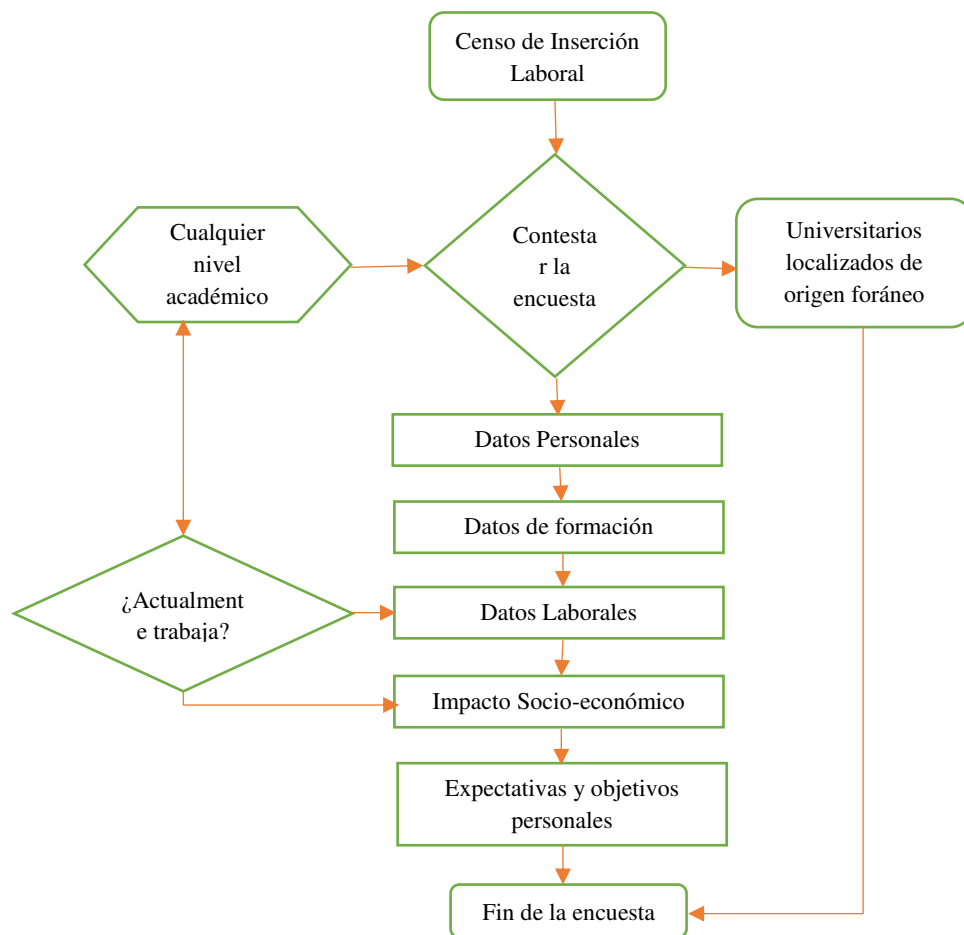 Censo de Inserción
Laboral
Cualquier
nivel
académico
Contesta
r la
encuesta
Universitarios
localizados de
origen foráneo
Datos Personales
Datos de formación
¿Actualment
e trabaja?
Datos Laborales
Impacto Socio-económico
Expectativas y objetivos
personales
Fin de la encuesta